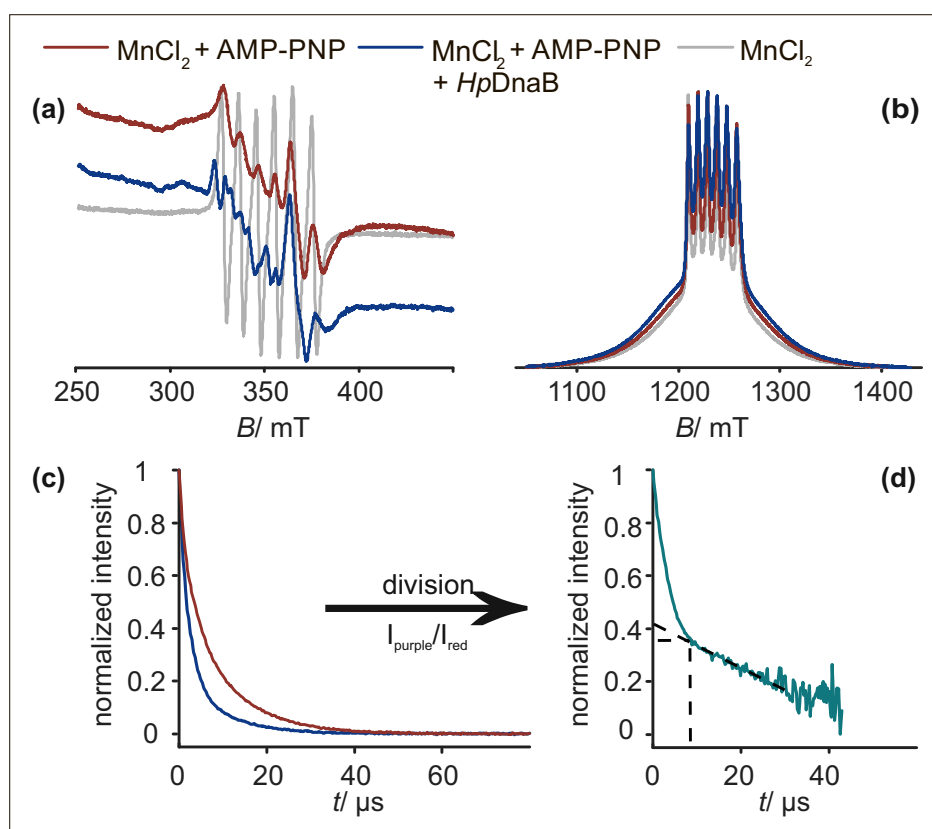 MnCl2 + AMP-PNP
MnCl2 + AMP-PNP
+ HpDnaB
MnCl2
(a)
250 300 350 400
B/ mT
(b)
1100 1200 1300 1400
B/ mT
(c)
normalized intensity
1
0.8
0.6
0.4
0.2
0
0 20 40 60
t/ µs
division
Ipurple/Ired
(d)
normalized intensity
1
0.8
0.6
0.4
0.2
0
0 20 40
t/ µs